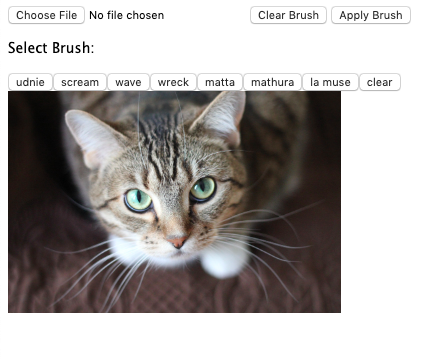 Choose File No file chosen Clear Brush Apply Brush
Select Brush:
udnie scream wave wreck matta mathura la muse clear